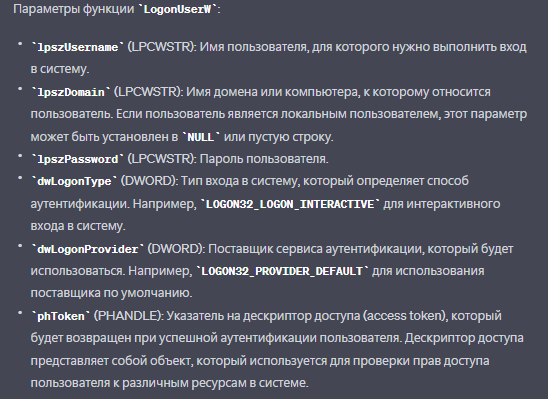 Параметры функции `LogonUserW`:
• `lpszUsername` (LPCWSTR): Имя пользователя, для которого нужно выполнить вход
в систему.
• `lpszDomain` (LPCWSTR): Имя домена или компьютера, к которому относится
пользователь. Если пользователь является локальным пользователем, этот параметр
может быть установлен в `NULL` или пустую строку.
• `lpszPassword` (LPCWSTR): Пароль пользователя.
• `dwLogonType` (DWORD): Тип входа в систему, который определяет способ
аутентификации. Например, `LOGON32_LOGON_INTERACTIVE` для интерактивного
входа в систему.
• `dwLogonProvider` (DWORD): Поставщик сервиса аутентификации, который будет
использоваться. Например, `LOGON32_PROVIDER_DEFAULT` для использования
поставщика по умолчанию.
• `phToken` (PHANDLE): Указатель на дескриптор доступа (access token), который
будет возвращен при успешной аутентификации пользователя. Дескриптор доступа
представляет собой объект, который используется для проверки прав доступа
пользователя к различным ресурсам в системе.